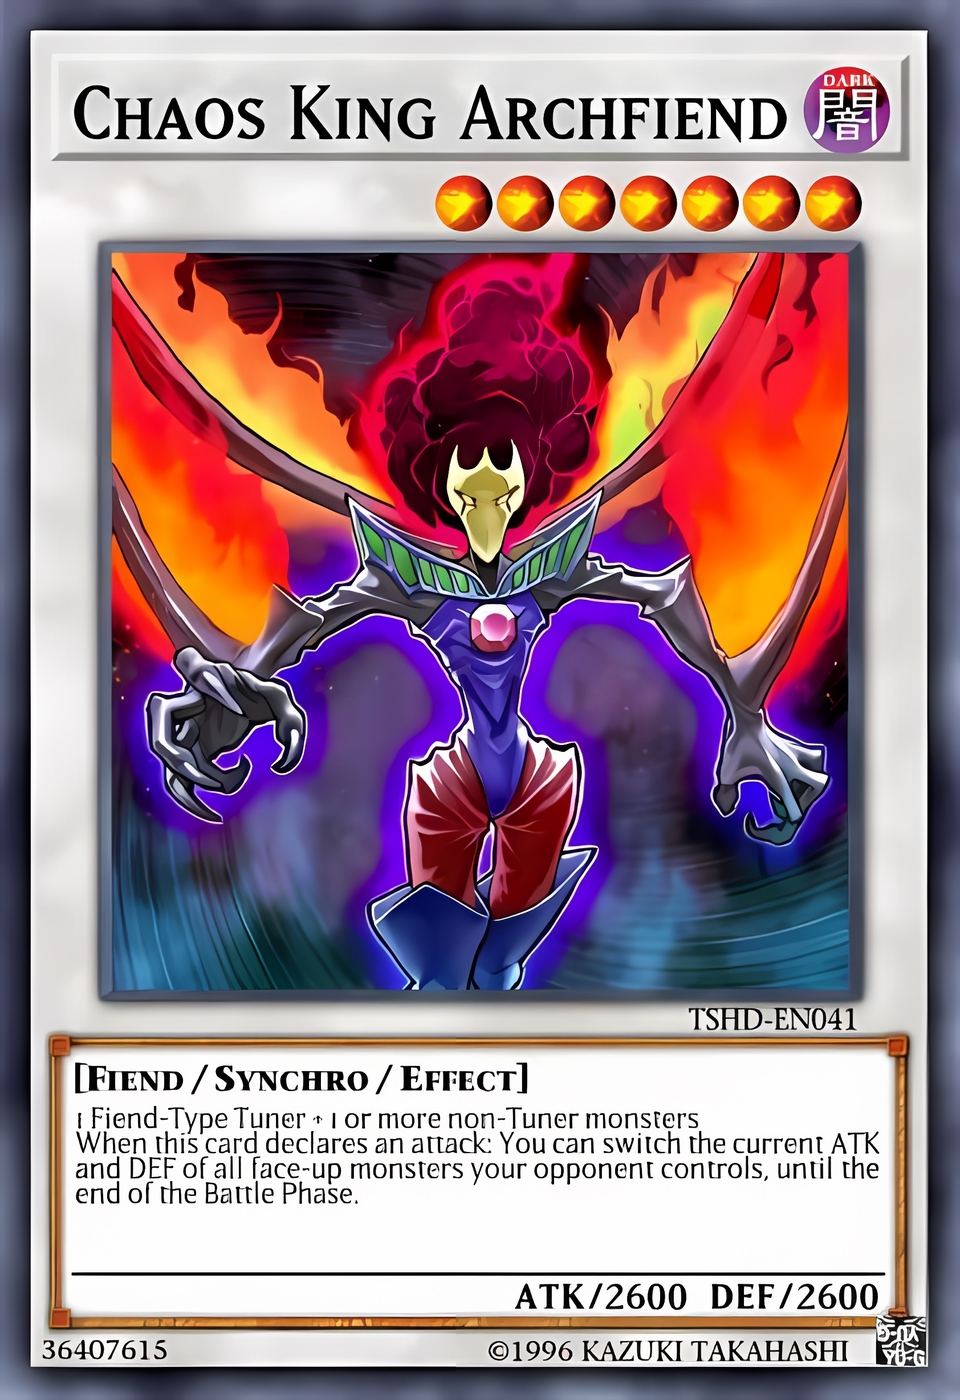 Chaos King Archfiend
DARK
闇
TSHD-EN041
[Fiend / Synchro / Effect]
1 Fiend-Type Tuner + 1 or more non-Tuner monsters
When this card declares an attack: You can switch the current ATK
and DEF of all face-up monsters your opponent controls, until the
end of the Battle Phase.
ATK/2600 DEF/2600
36407615
©1996 KAZUKI TAKAHASHI